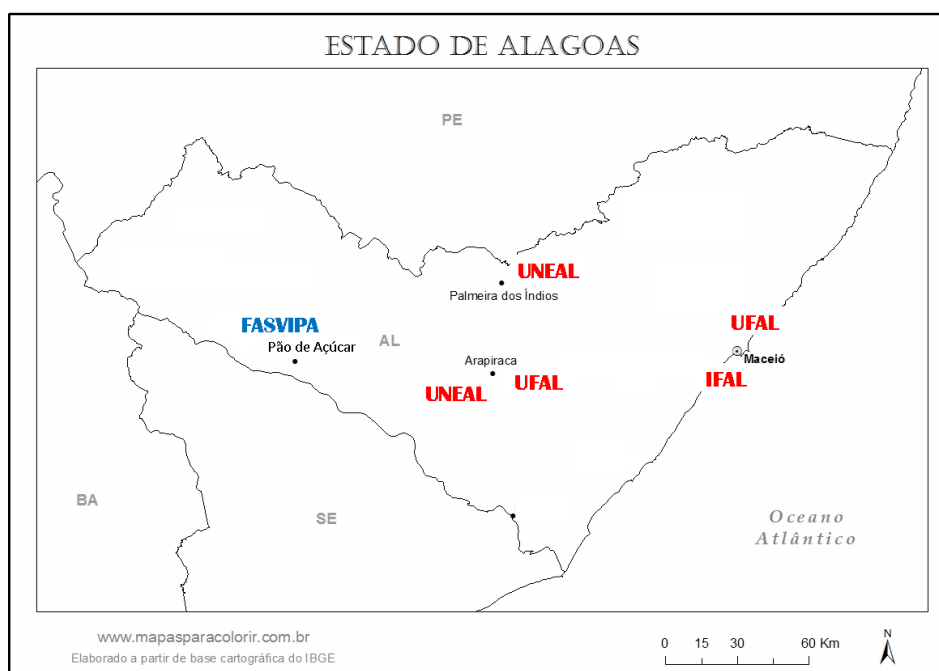 ESTADO DE ALAGOAS
PE
UNEAL
Palmeira dos Índios
FASVIPA
Pão de Açúcar
AL
UFAL
Maceió
Arapiraca
UNEAL
UFAL
IFAL
BA
SE
Oceano
Atlântico
www.mapasparacolorir.com.br
Elaborado a partir de base cartográfica do IBGE
0 15 30 60 Km
N